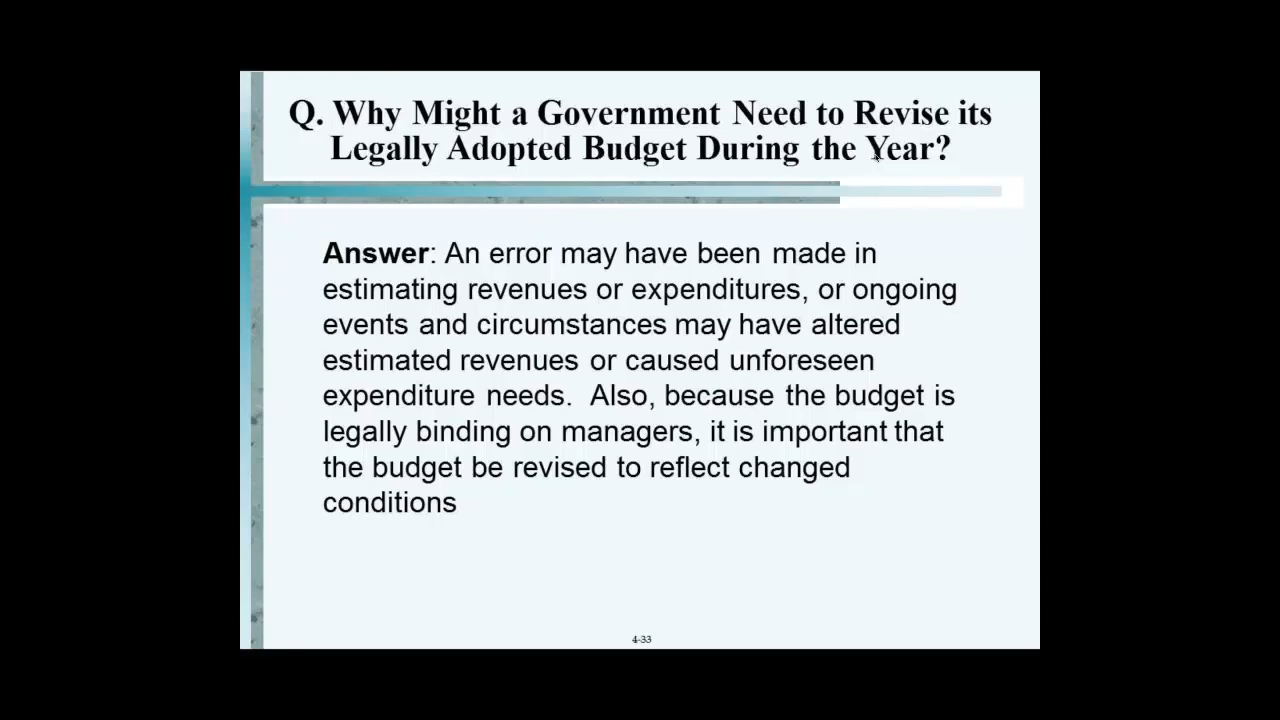 Q. Why Might a Government Need to Revise its
Legally Adopted Budget During the Year?
Answer: An error may have been made in
estimating revenues or expenditures, or ongoing
events and circumstances may have altered
estimated revenues or caused unforeseen
expenditure needs.  Also, because the budget is
legally binding on managers, it is important that
the budget be revised to reflect changed
conditions
4-33